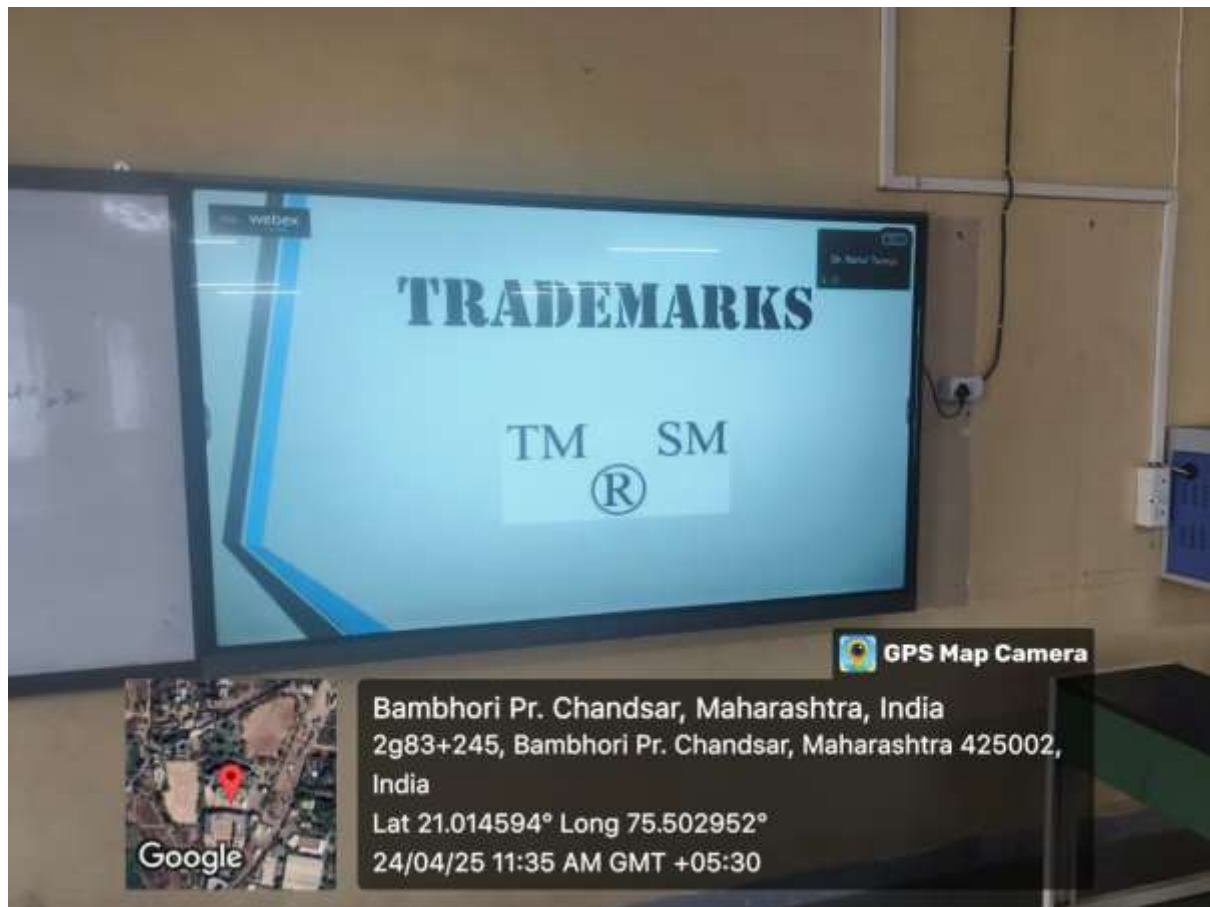 webex
TRADEMARKS
TM SM
®
GPS Map Camera
Bambhori Pr. Chandsar, Maharashtra, India
2g83+245, Bambhori Pr. Chandsar, Maharashtra 425002,
India
Lat 21.014594° Long 75.502952°
24/04/25 11:35 AM GMT +05:30
Google